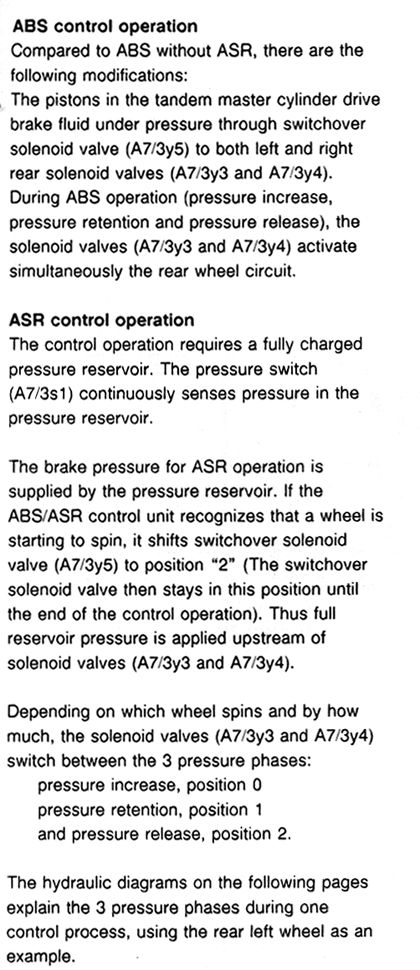 ABS control operation
Compared to ABS without ASR, there are the
following modifications:
The pistons in the tandem master cylinder drive
brake fluid under pressure through switchover
solenoid valve (A7/3y5) to both left and right
rear solenoid valves (A7/3y3 and A7/3y4).
During ABS operation (pressure increase,
pressure retention and pressure release), the
solenoid valves (A7/3y3 and A7/3y4) activate
simultaneously the rear wheel circuit.
ASR control operation
The control operation requires a fully charged
pressure reservoir. The pressure switch
(A7/3s1) continuously senses pressure in the
pressure reservoir.
The brake pressure for ASR operation is
supplied by the pressure reservoir. If the
ABS/ASR control unit recognizes that a wheel is
starting to spin, it shifts switchover solenoid
valve (A7/3y5) to position “2” (The switchover
solenoid valve then stays in this position until
the end of the control operation). Thus full
reservoir pressure is applied upstream of
solenoid valves (A7/3y3 and A7/3y4).
Depending on which wheel spins and by how
much, the solenoid valves (A7/3y3 and A7/3y4)
switch between the 3 pressure phases:
pressure increase, position 0
pressure retention, position 1
and pressure release, position 2.
The hydraulic diagrams on the following pages
explain the 3 pressure phases during one
control process, using the rear left wheel as an
example.